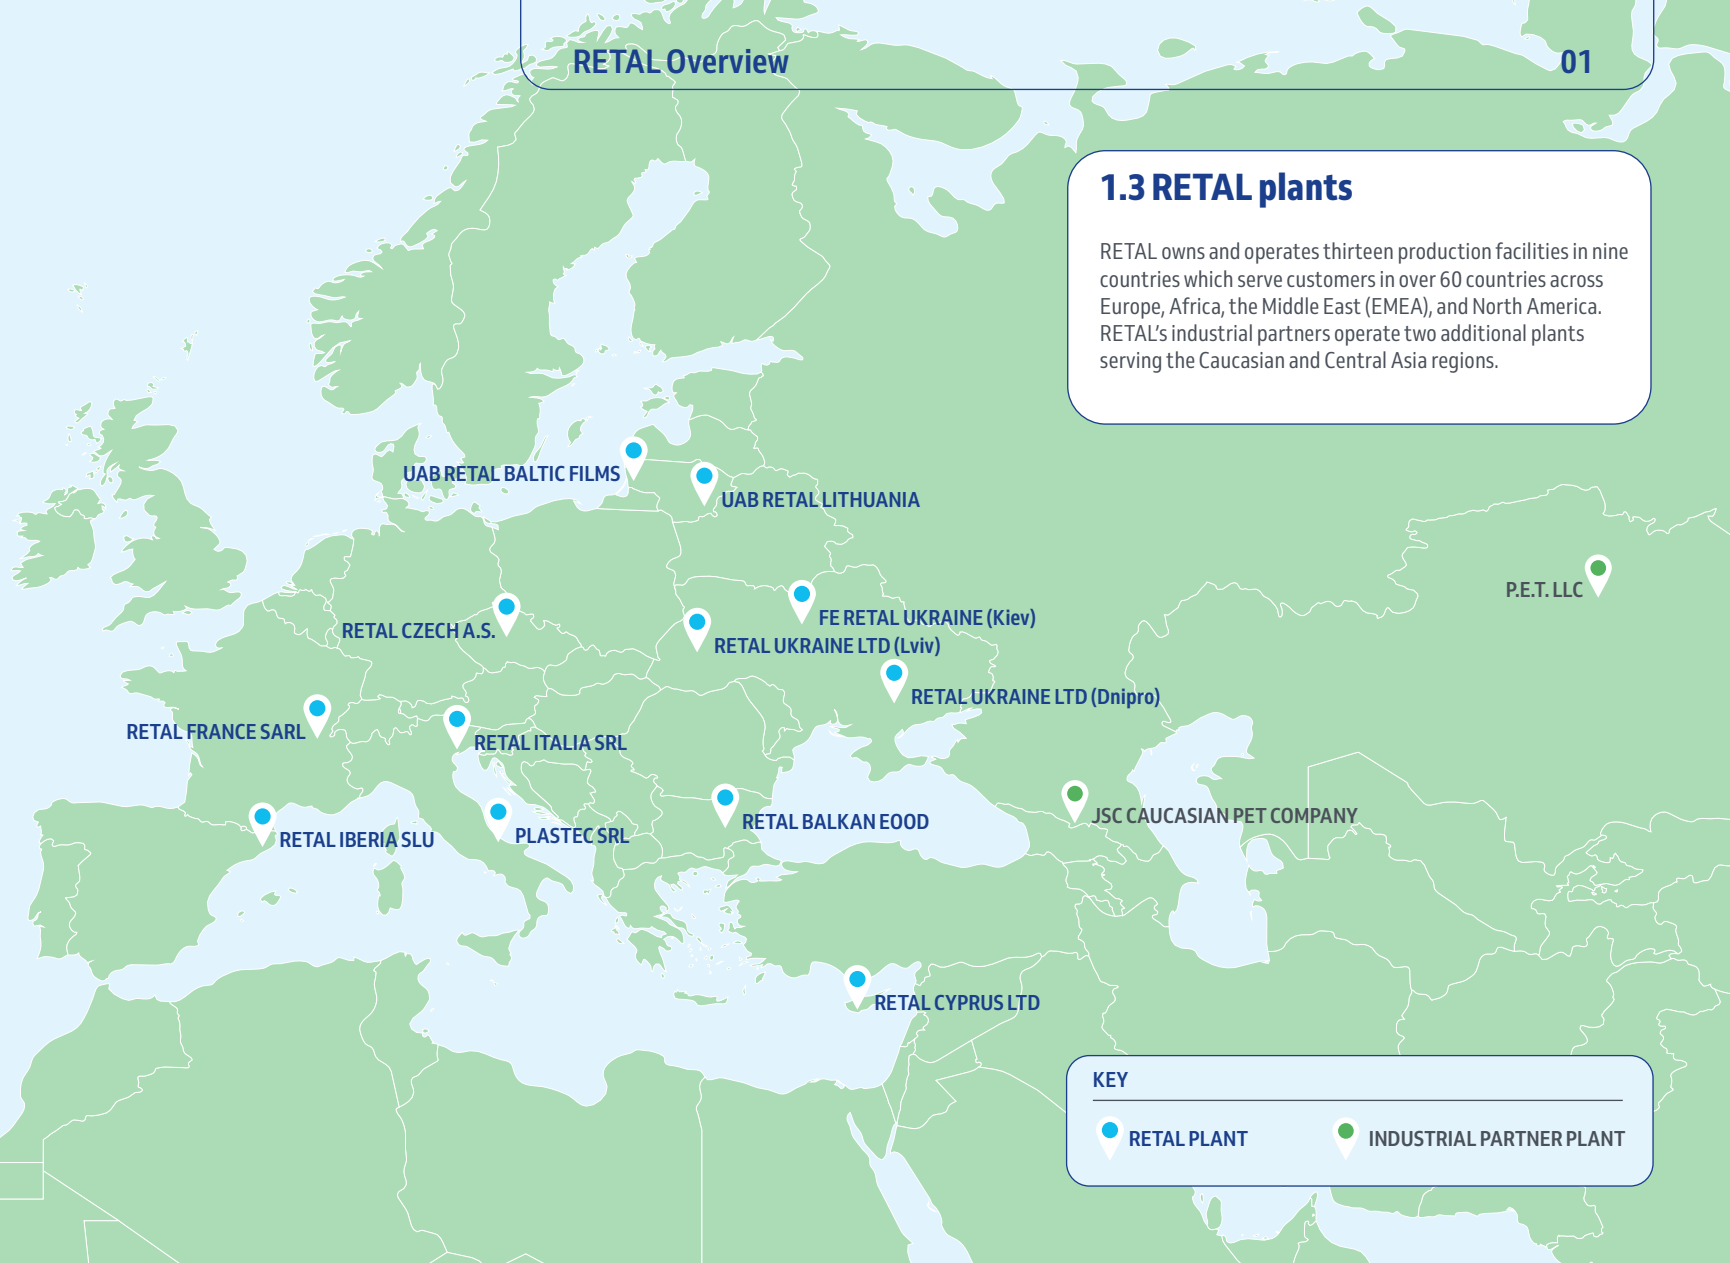 RETAL Overview
01
1.3 RETAL plants
RETAL owns and operates thirteen production facilities in nine
countries which serve customers in over 60 countries across
Europe, Africa, the Middle East (EMEA), and North America.
RETAL's industrial partners operate two additional plants
serving the Caucasian and Central Asia regions.
UAB RETAL BALTIC FILMS
UAB RETAL LITHUANIA
P.E.T. LLC
FE RETAL UKRAINE (Kiev)
RETAL CZECH A.S.
RETAL UKRAINE LTD (Lviv)
RETAL UKRAINE LTD (Dnipro)
RETAL FRANCE SARL
RETAL ITALIA SRL
JSC CAUCASIAN PET COMPANY
RETAL BALKAN EOOD
PLASTEC SRL
RETAL IBERIA SLU
RETAL CYPRUS LTD
KEY
RETAL PLANT
INDUSTRIAL PARTNER PLANT